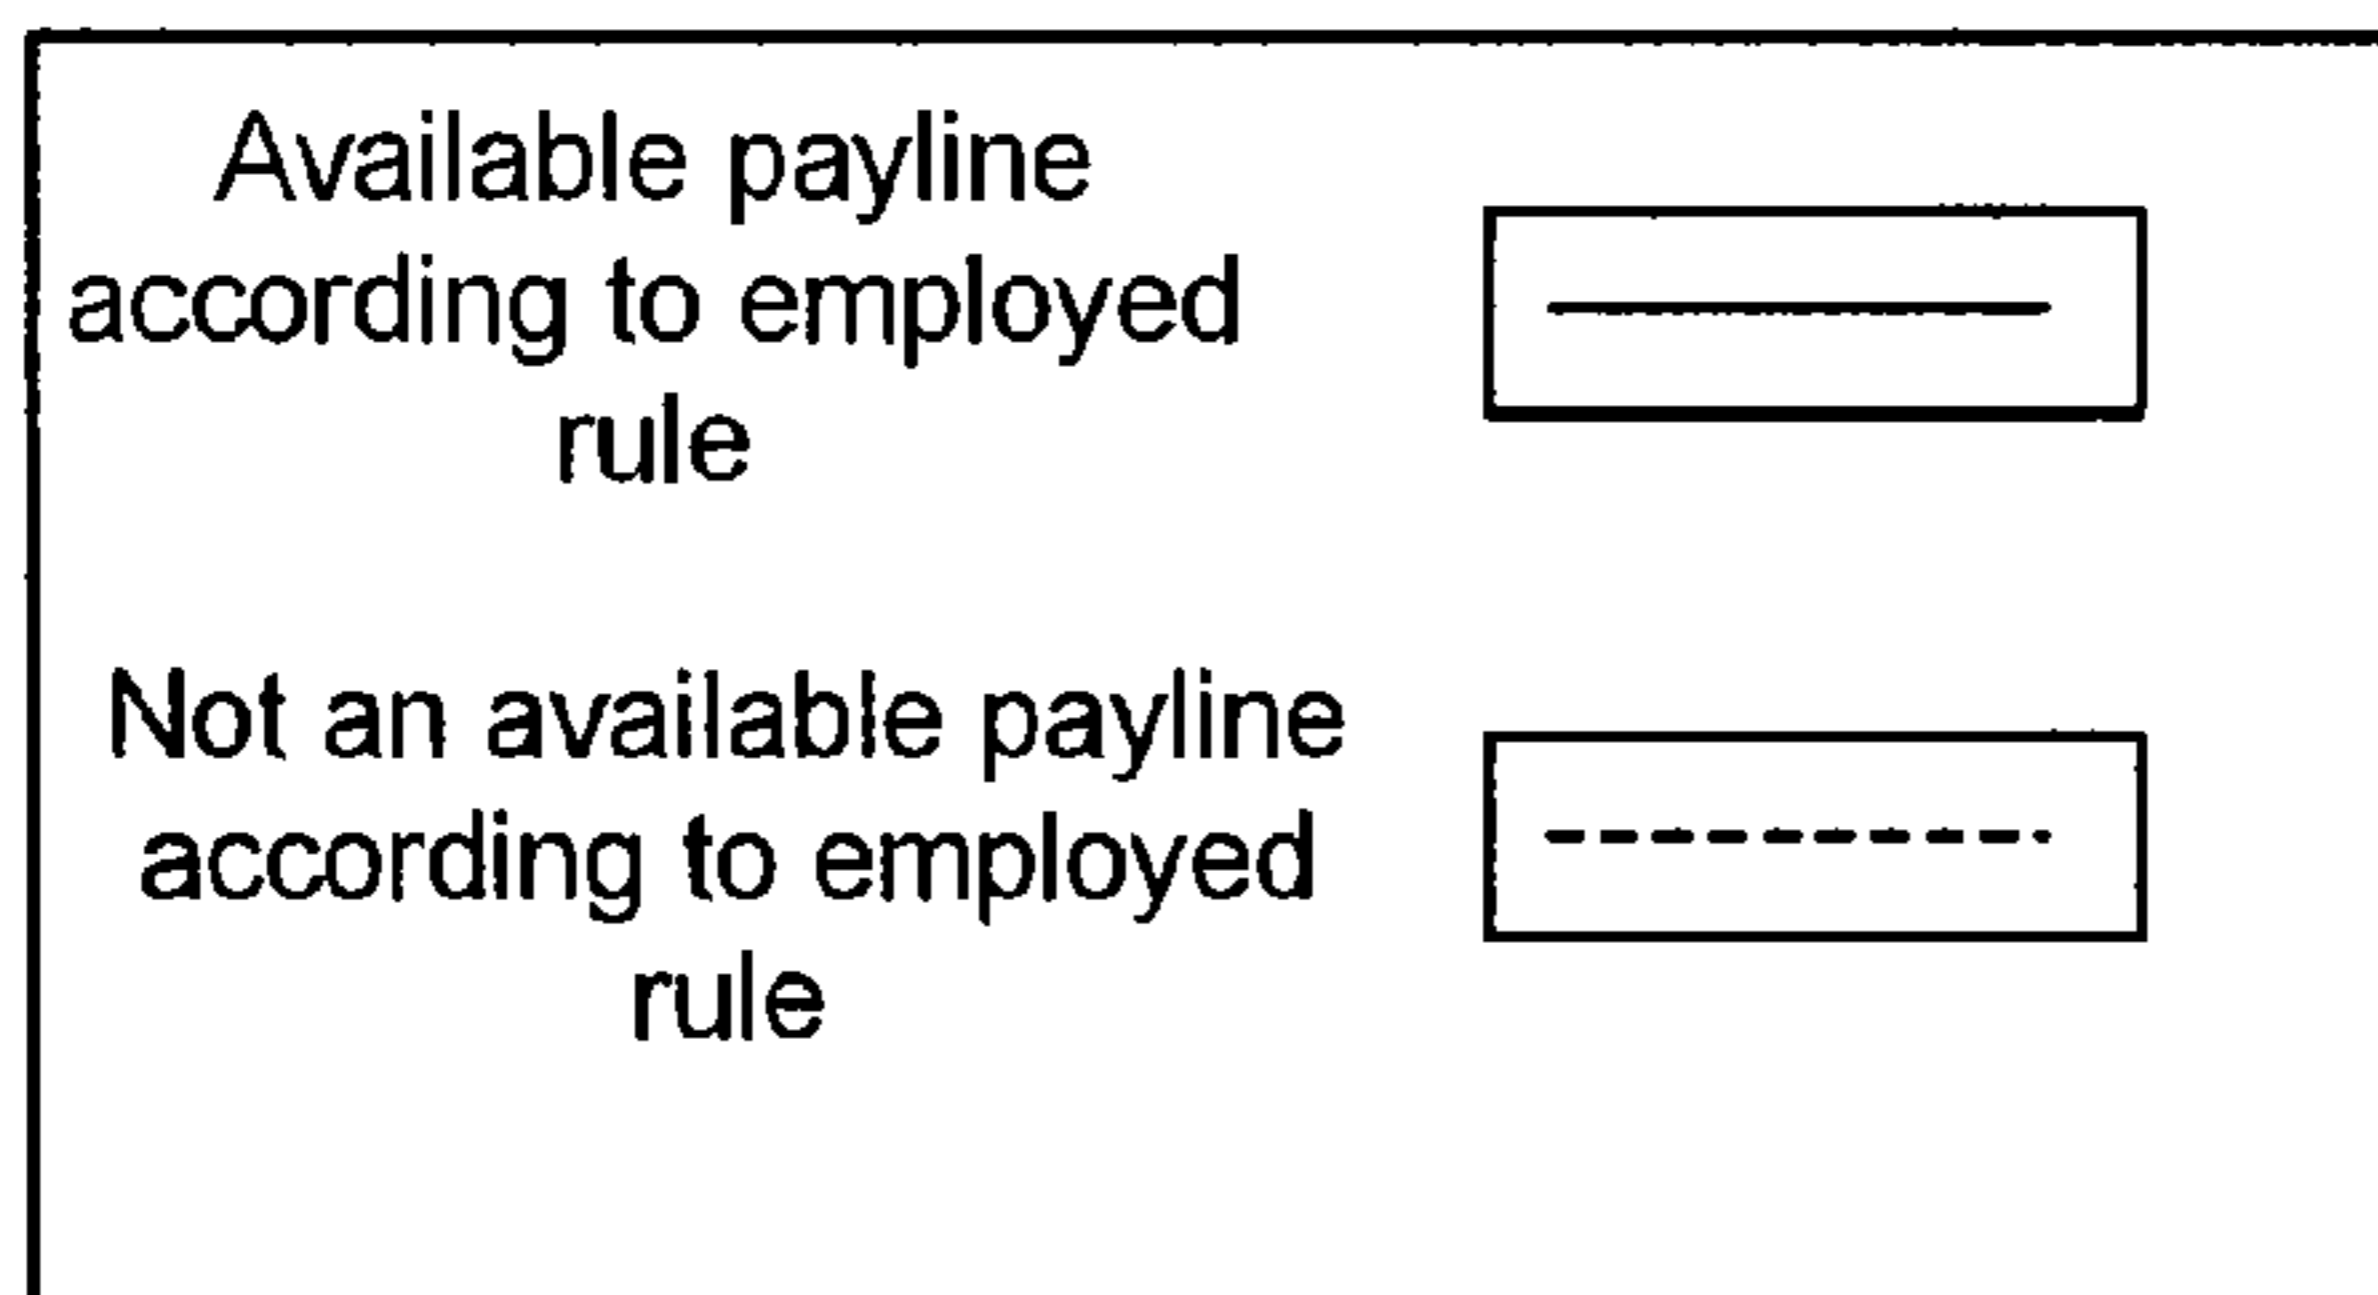 Available payline
according to employed
rule
Not an available payline
according to employed
rule